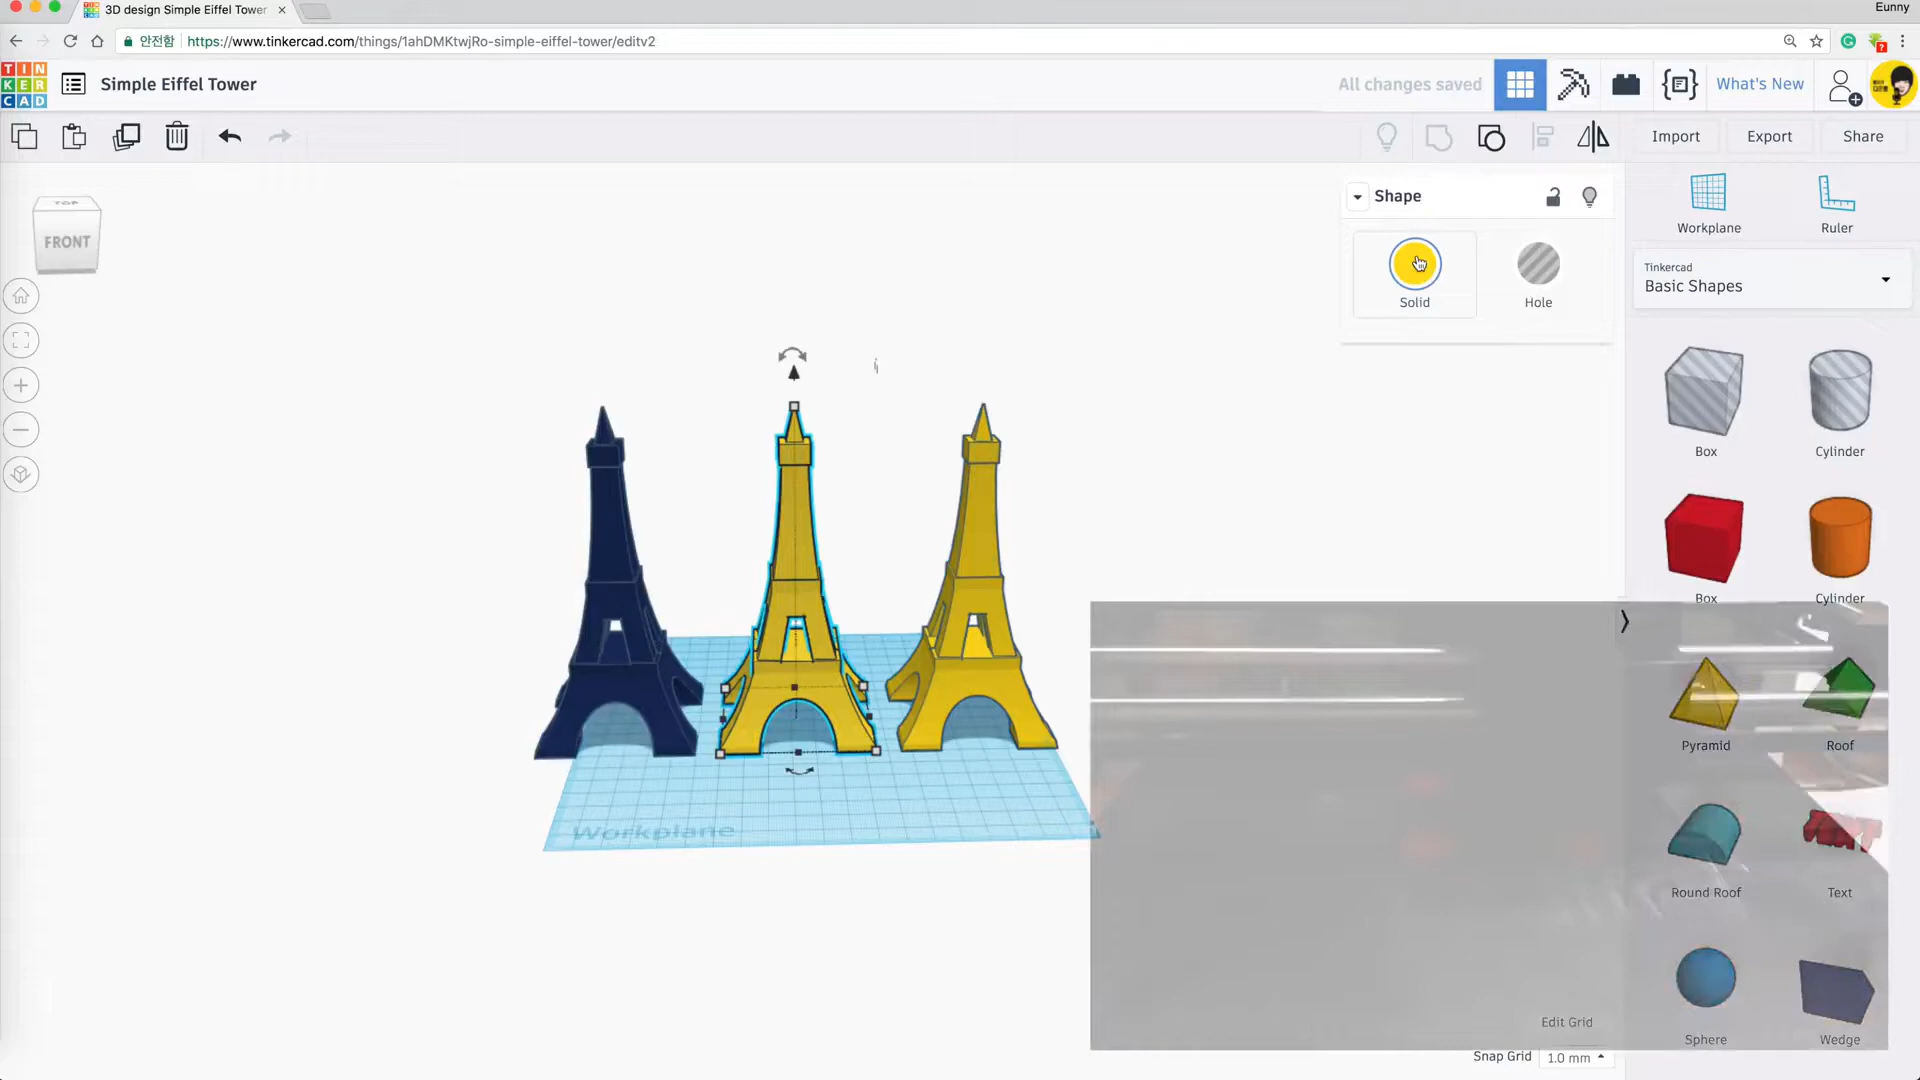 3D design Simple Eiffel Tower
Eunny
안전함
https://www.tinkercad.com/things/1ahDMKtwjRo-simple-eiffel-tower/editv2
TIN
KER
CAD
Simple Eiffel Tower
All changes saved
What's New
Import
Export
Share
TOP
FRONT
Shape
Solid
Hole
Workplane
Ruler
Tinkercad
Basic Shapes
Box
Cylinder
Box
Cylinder
Pyramid
Roof
Round Roof
Text
Sphere
Wedge
Workplane
Edit Grid
Snap Grid
1.0 mm